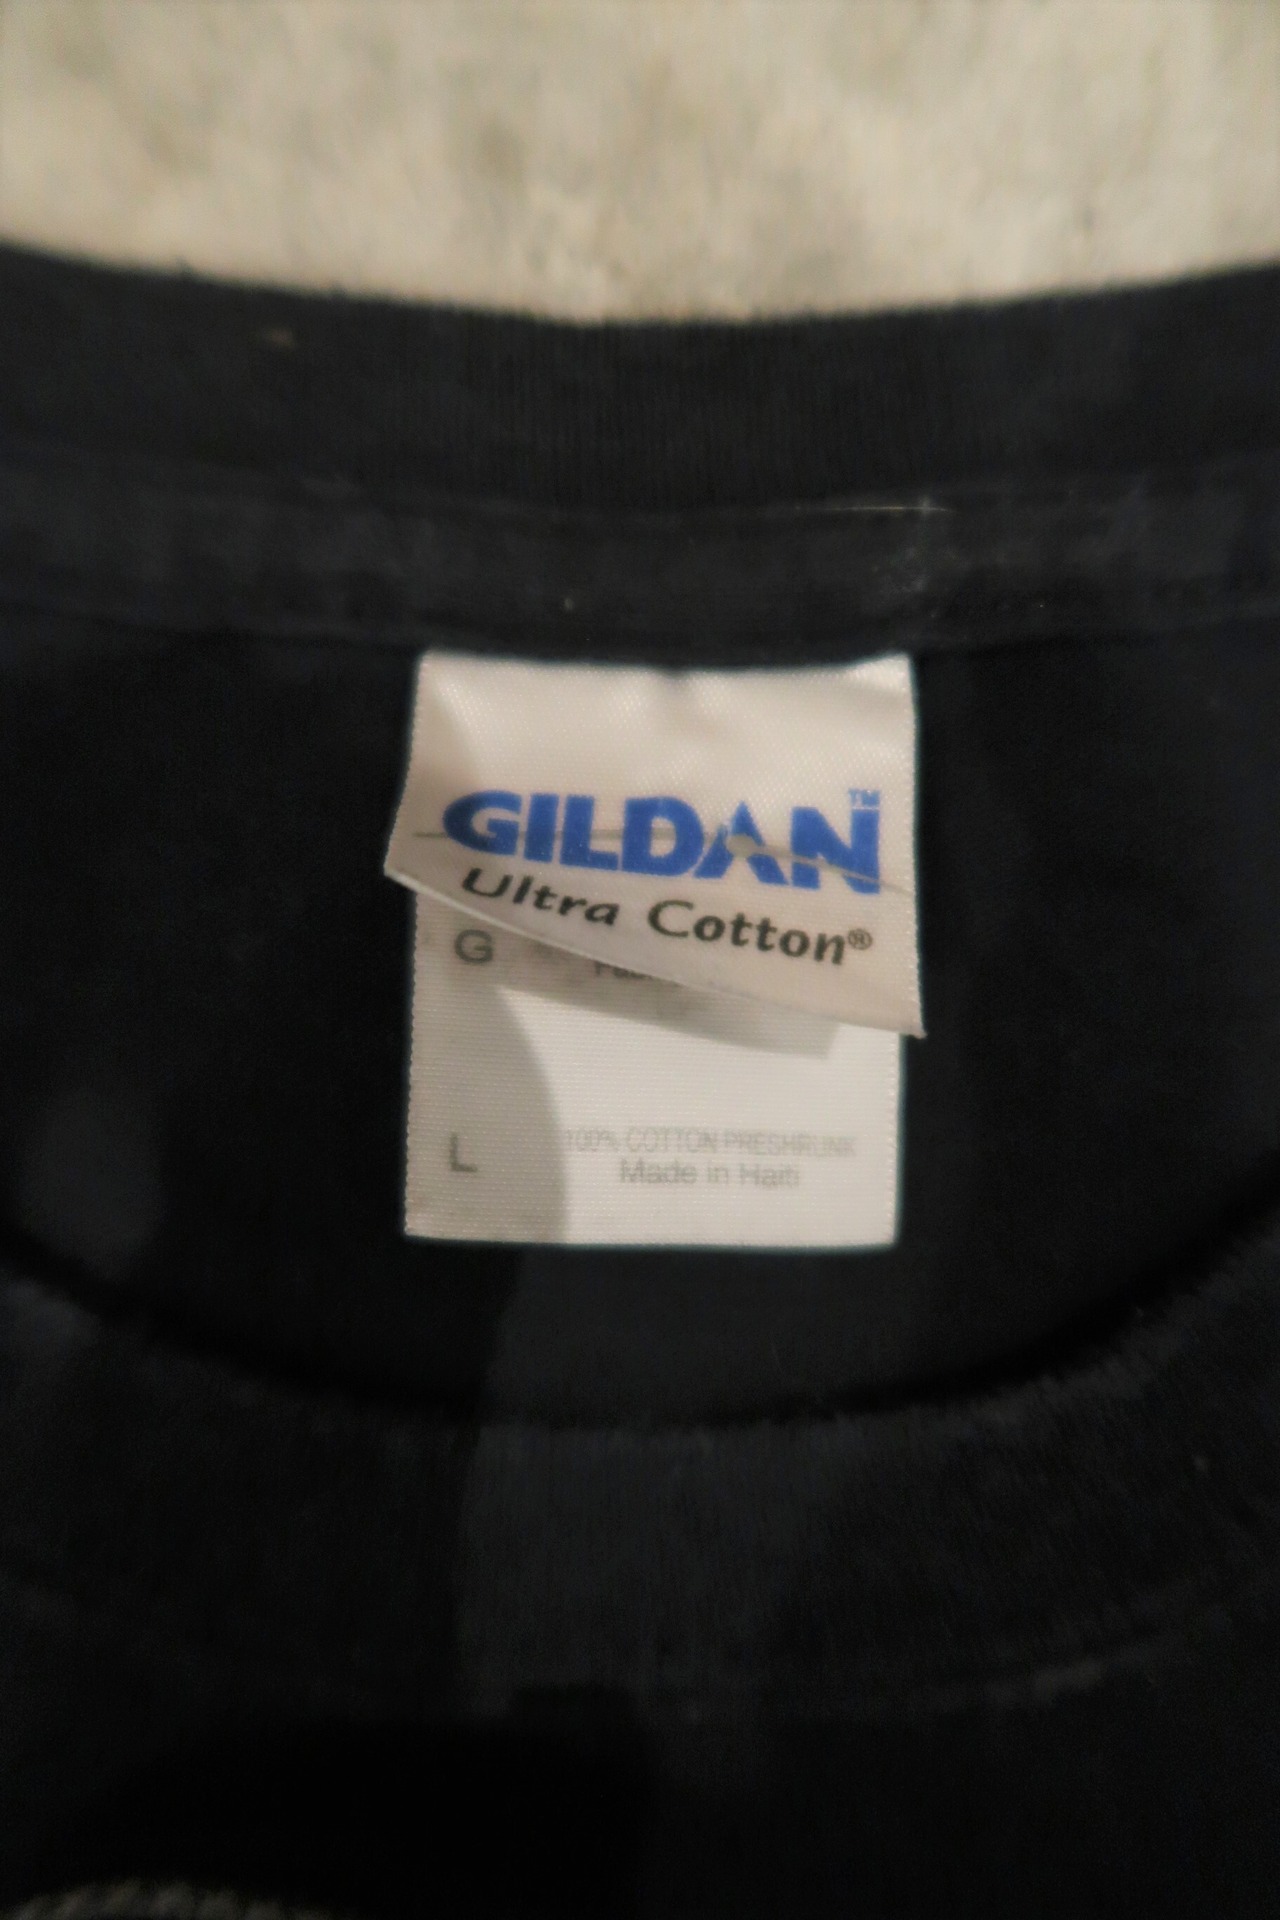 GILDAN™
Ultra Cotton®
G
L
100% COTTON PRESHRUNK
Made in Haiti